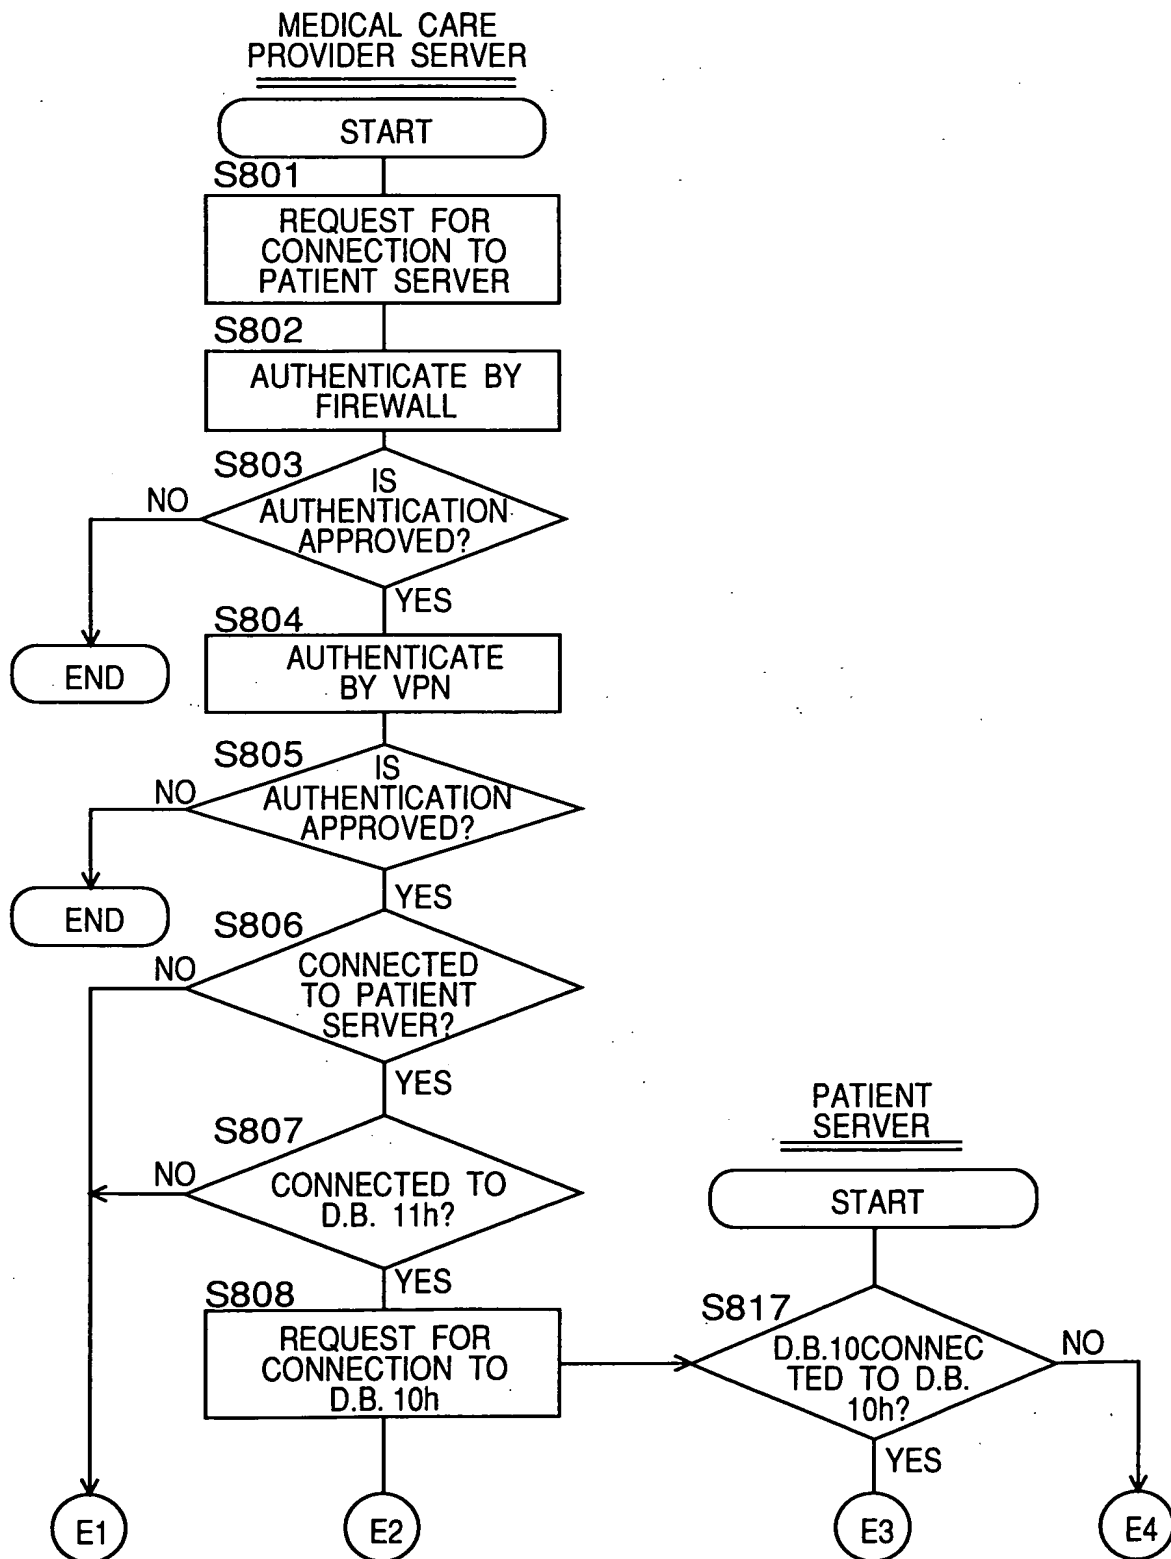 MEDICAL CARE
PROVIDER SERVER
START
S801
REQUEST FOR
CONNECTION TO
PATIENT SERVER
S802
AUTHENTICATE BY
FIREWALL
S803
IS
AUTHENTICATION
APPROVED?
NO
YES
END
S804
AUTHENTICATE
BY VPN
S805
IS
AUTHENTICATION
APPROVED?
NO
YES
END
S806
CONNECTED
TO PATIENT
SERVER?
NO
YES
S807
CONNECTED TO
D.B. 11h?
NO
YES
S808
REQUEST FOR
CONNECTION TO
D.B. 10h
PATIENT
SERVER
START
S817
D.B.10CONNEC
TED TO D.B.
10h?
NO
YES
E1
E2
E3
E4